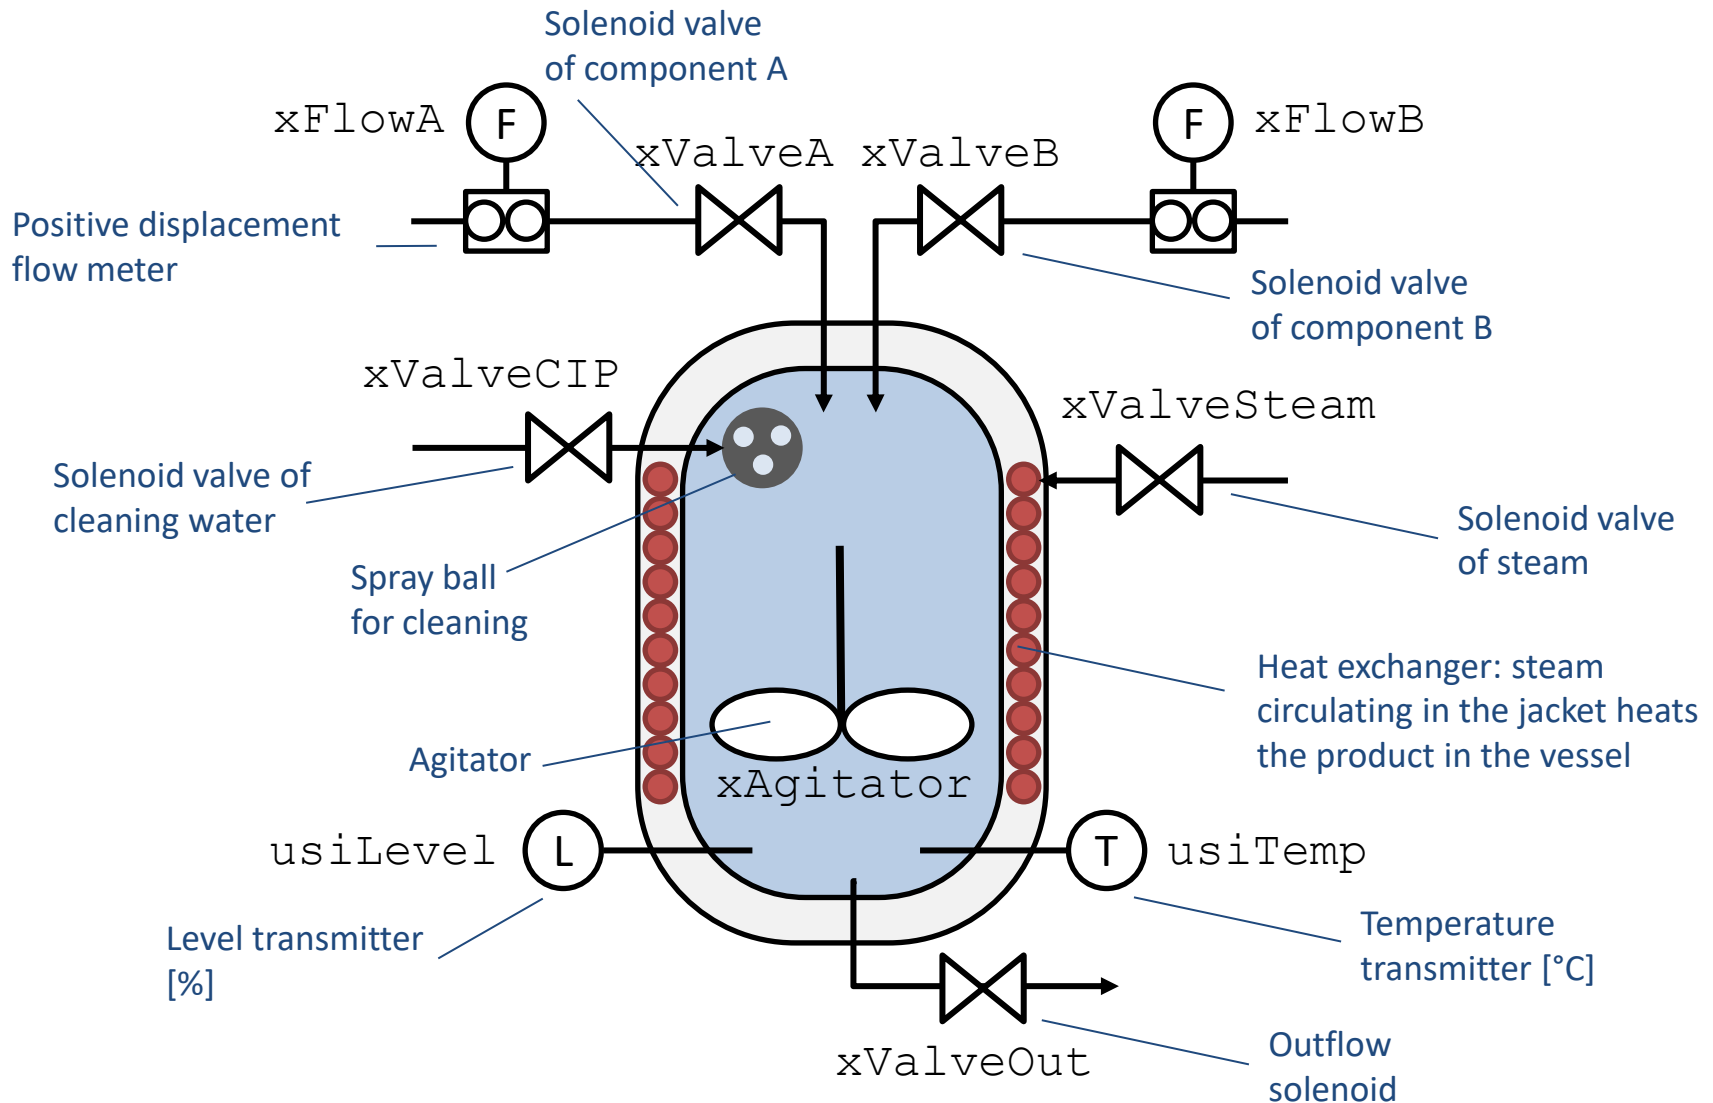 Solenoid valve
of component A
xFlowA
F
F
xFlowB
xValveA
xValveB
Positive displacement
flow meter
Solenoid valve
of component B
xValveCIP
xValveSteam
Solenoid valve of
cleaning water
Solenoid valve
of steam
Spray ball
for cleaning
Heat exchanger: steam
circulating in the jacket heats
the product in the vessel
Agitator
xAgitator
usiLevel
L
T
usiTemp
Level transmitter
[%]
Temperature
transmitter [°C]
xValveOut
Outflow
solenoid